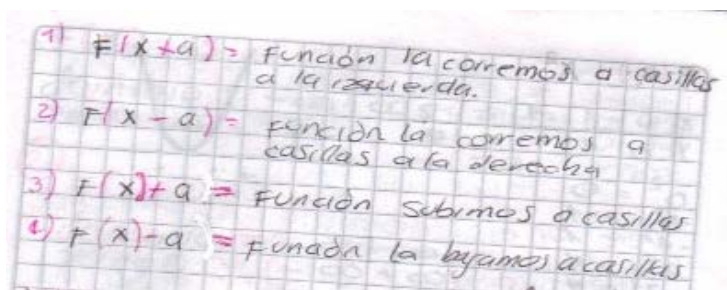 1) F(x+a) = Función la corremos a casillas
a la izquierda.
2) F(x-a) = Función la corremos a
casillas a la derecha
3) F(x)+a = Función subimos a casillas
4) F(x)-a = Función la bajamos a casillas